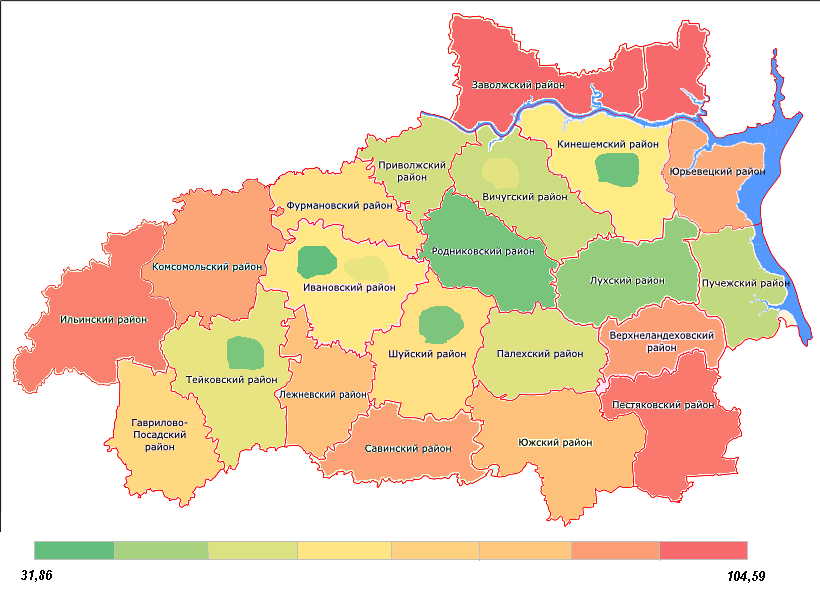 Заволжский район
Кинешемский район
Приволжский
район
Юрьевецкий район
Вичугский район
Фурмановский район
Родниковский район
Комсомольский район
Лухский район
Пучежский район
Ивановский район
Ильинский район
Верхнеландеховский
район
Шуйский район
Палехский район
Тейковский район
Лежневский район
Пестяковский район
Гаврилово-
Посадский
район
Южский район
Савинский район
31,86
104,59